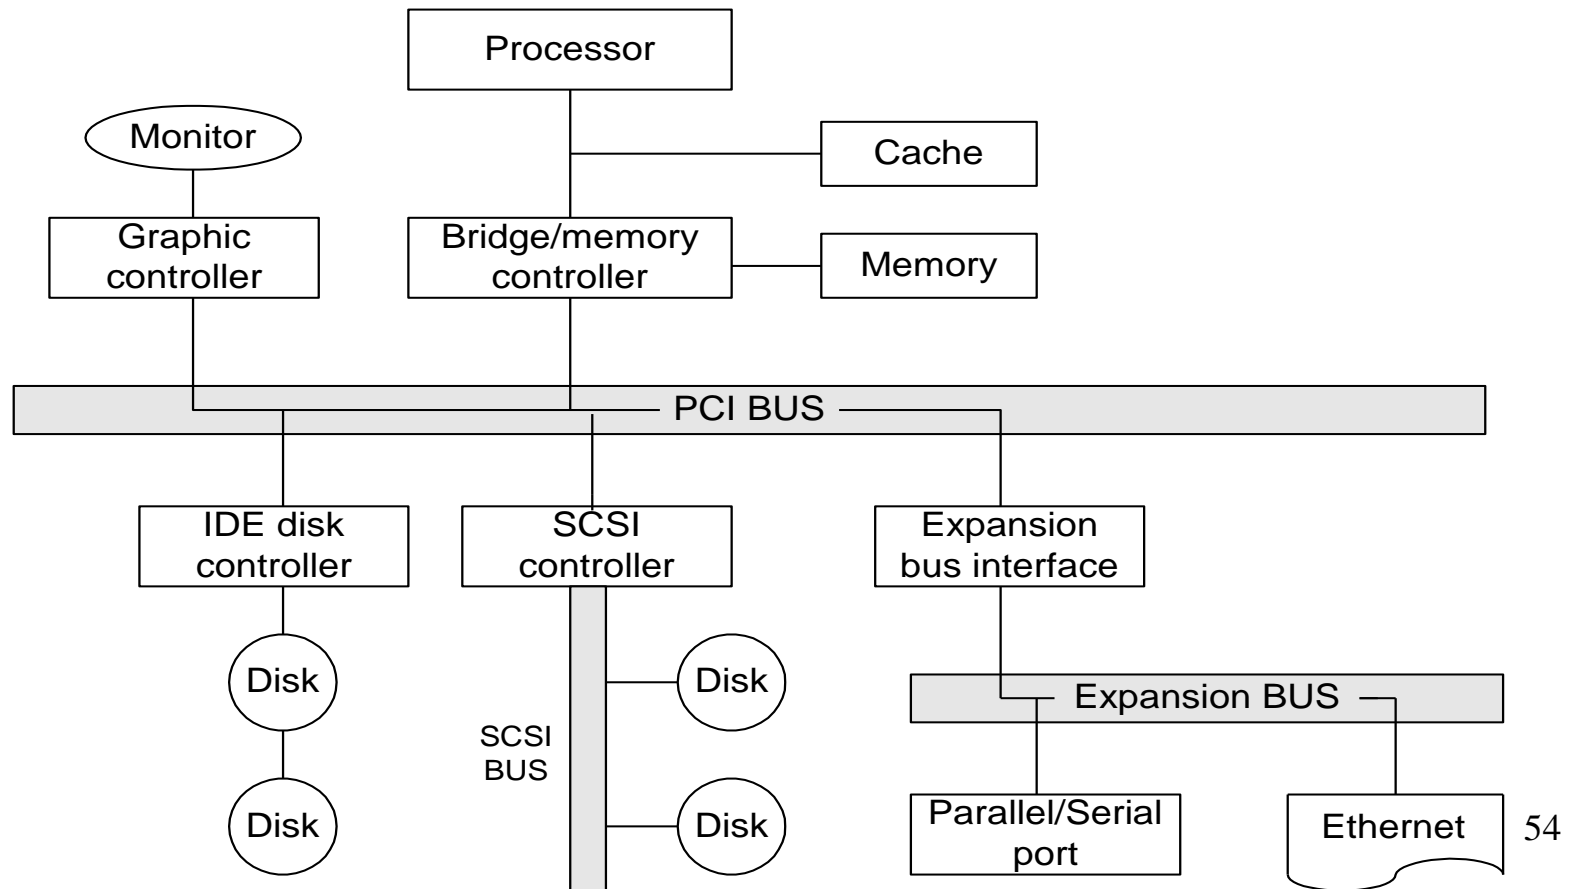 Processor
Monitor
Cache
Graphic
controller
Bridge/memory
controller
Memory
PCI BUS
IDE disk
controller
SCSI
controller
Expansion
bus interface
Disk
Disk
Expansion BUS
SCSI
BUS
Disk
Disk
Parallel/Serial
port
Ethernet
54